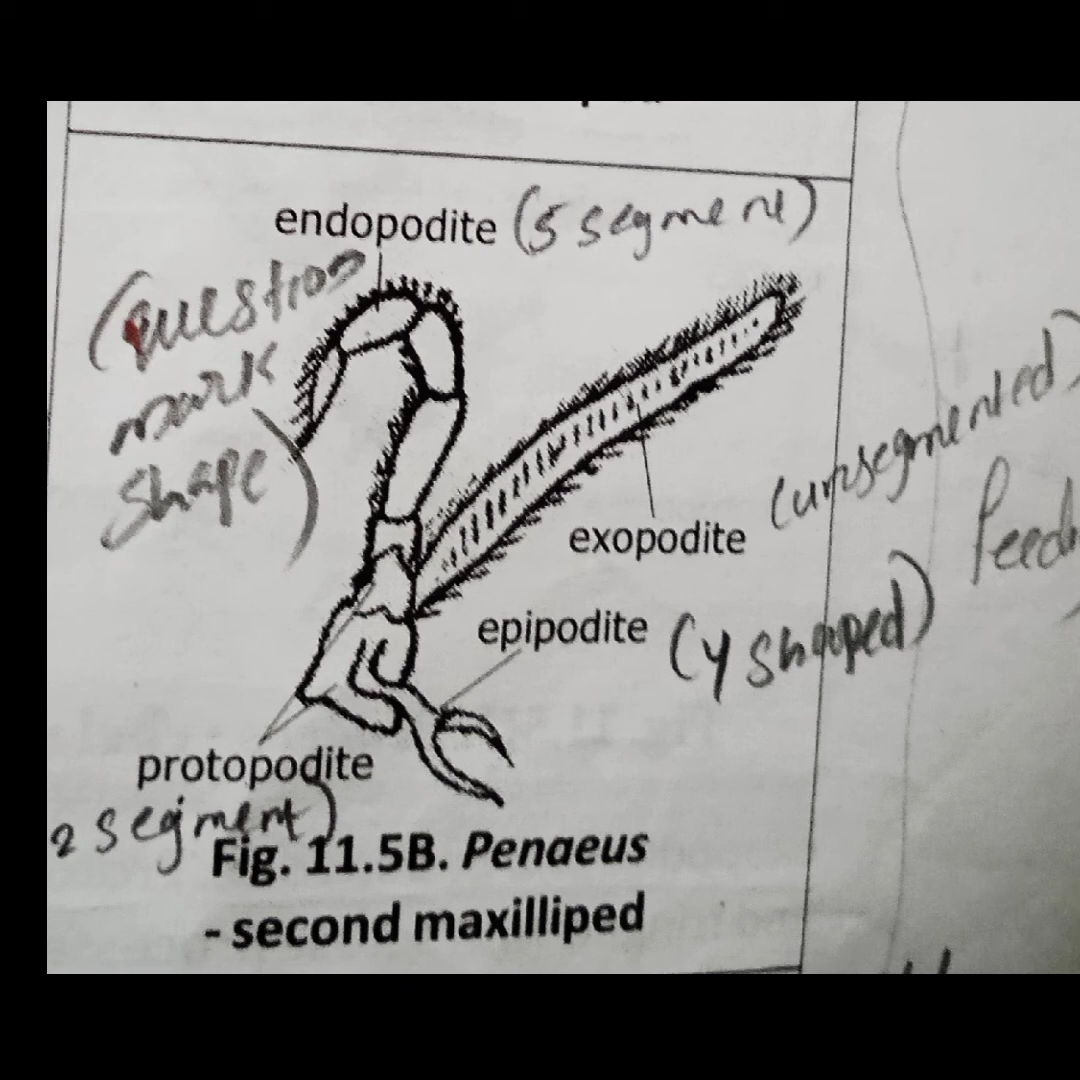 endopodite (5 segment)
(question
mark
shape)
exopodite (unsegmented)
epipodite (y shaped)
protopodite
2 segment)
Fig. 11.5B. Penaeus
- second maxilliped